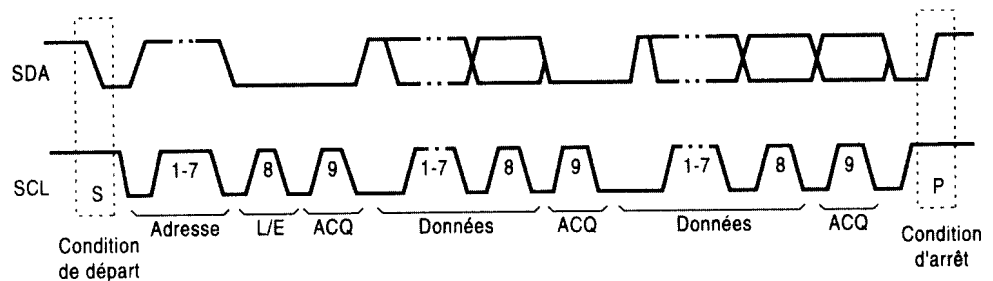 SDA
SCL
S
1-7
8
9
1-7
8
9
1-7
8
9
P
Adresse
L/E
ACQ
Données
ACQ
Données
ACQ
Condition
de départ
Condition
d'arrêt